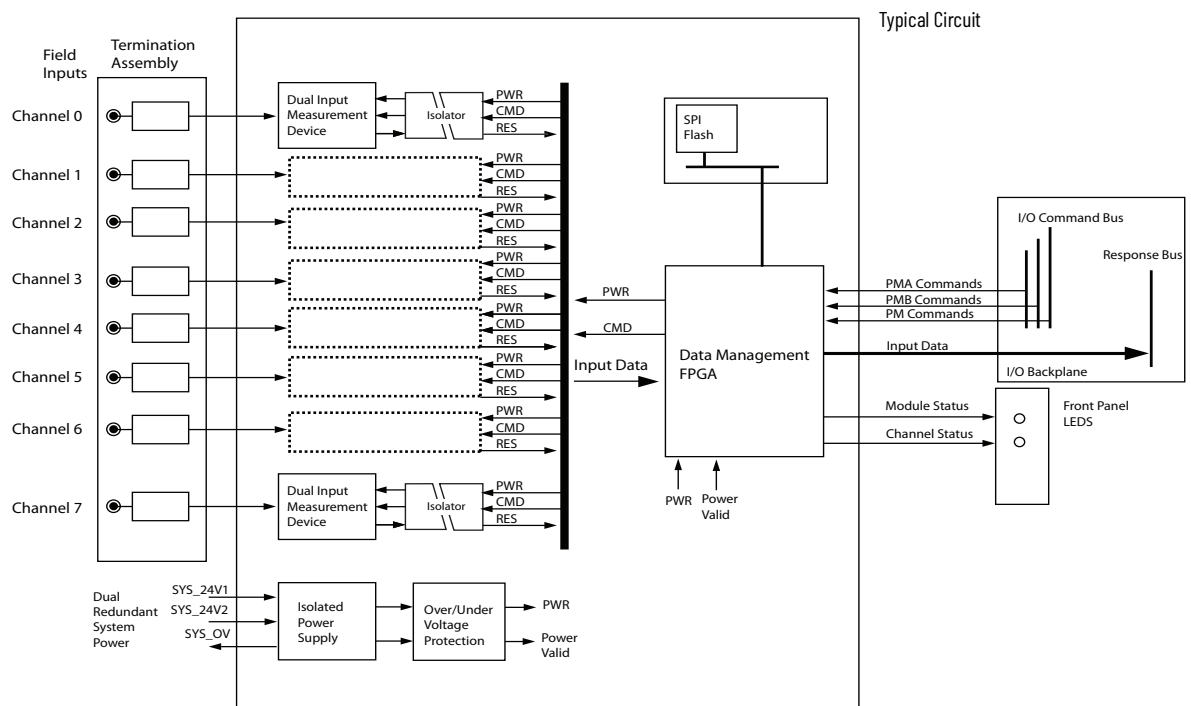 Typical Circuit
Field
Inputs
Termination
Assembly
Channel 0
Dual Input
Measurement
Device
Isolator
PWR
CMD
RES
Channel 1
PWR
CMD
RES
Channel 2
PWR
CMD
RES
Channel 3
PWR
CMD
RES
Channel 4
PWR
CMD
RES
Channel 5
PWR
CMD
RES
Channel 6
PWR
CMD
RES
Channel 7
Dual Input
Measurement
Device
Isolator
PWR
CMD
RES
SPI
Flash
PWR
CMD
Input Data
Data Management
FPGA
PWR
Power
Valid
I/O Command Bus
Response Bus
PMA Commands
PMB Commands
PM Commands
Input Data
I/O Backplane
Module Status
Channel Status
Front Panel
LEDS
Dual
Redundant
System
Power
SYS_24V1
SYS_24V2
SYS_OV
Isolated
Power
Supply
Over/Under
Voltage
Protection
PWR
Power
Valid